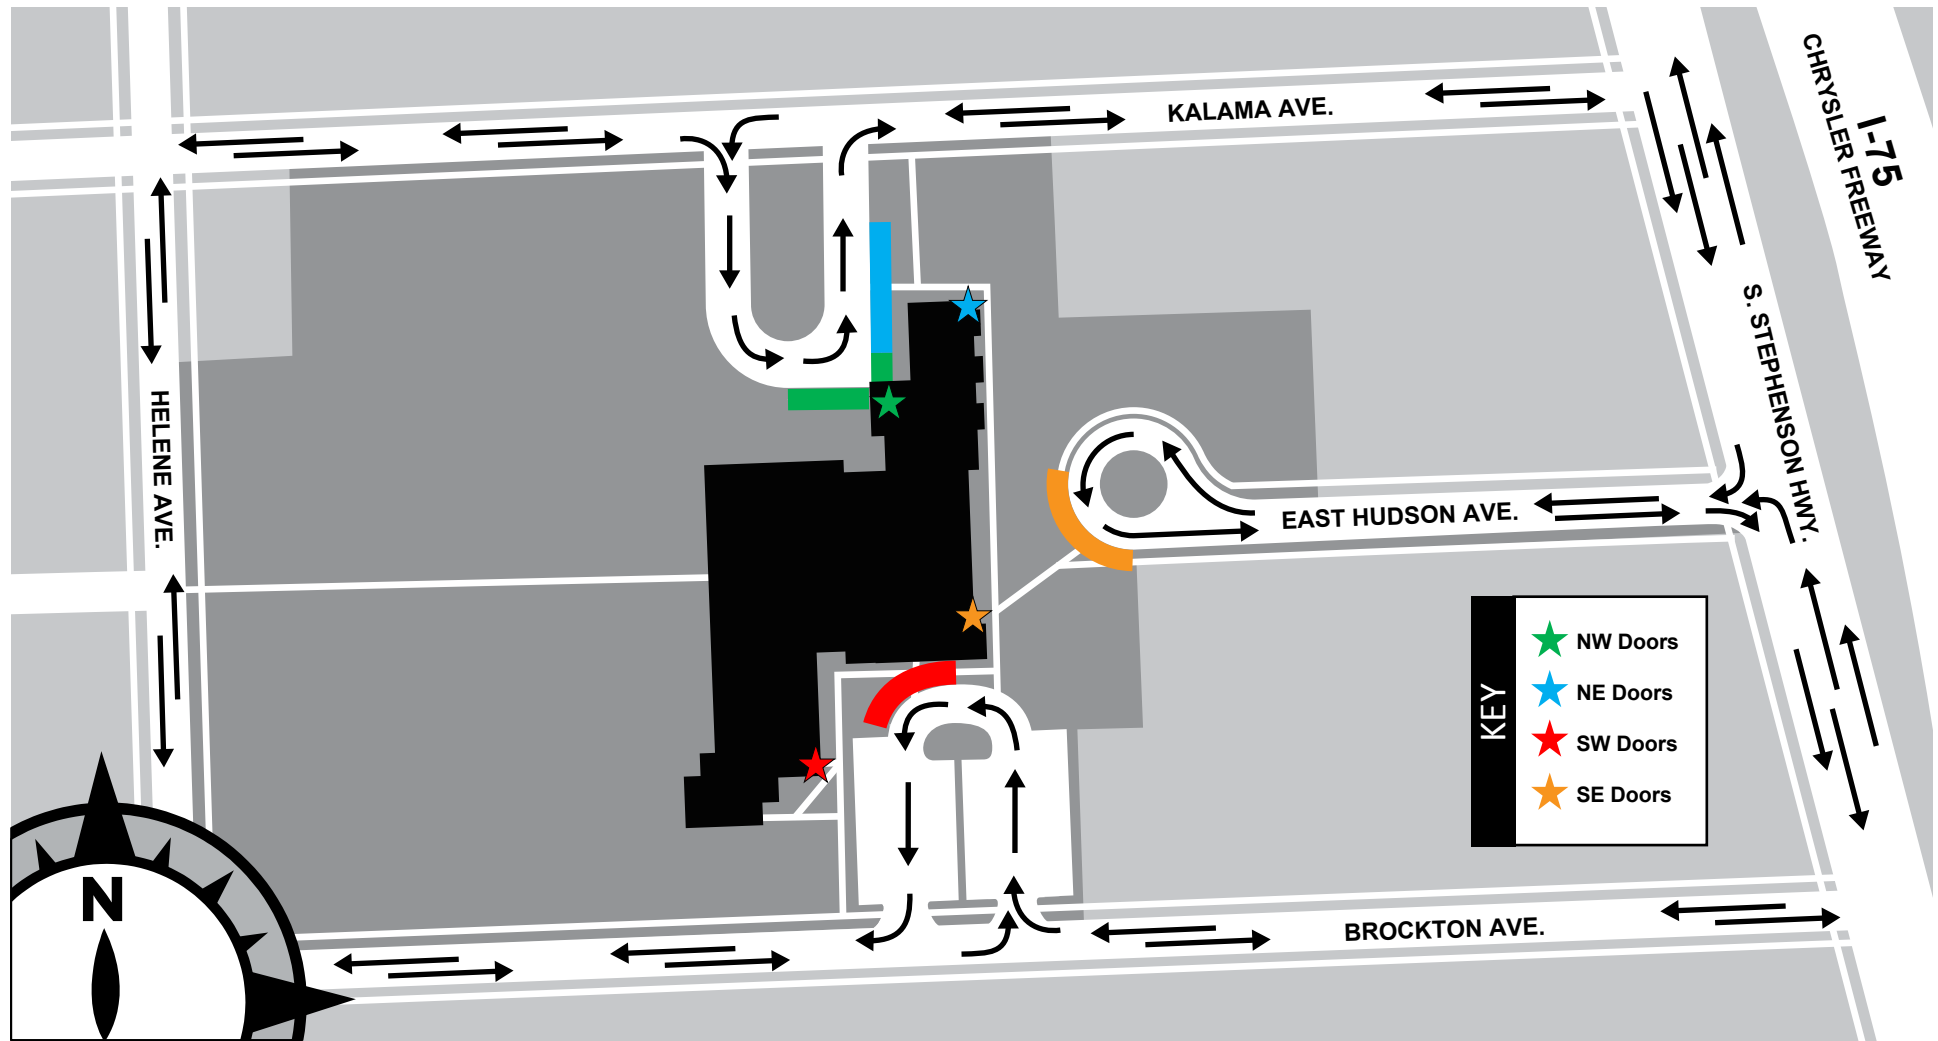 KALAMA AVE.
CHRYSLER FREEWAY
I-75
S. STEPHENSON HWY.
HELENE AVE.
EAST HUDSON AVE.
KEY
NW Doors
NE Doors
SW Doors
SE Doors
N
BROCKTON AVE.